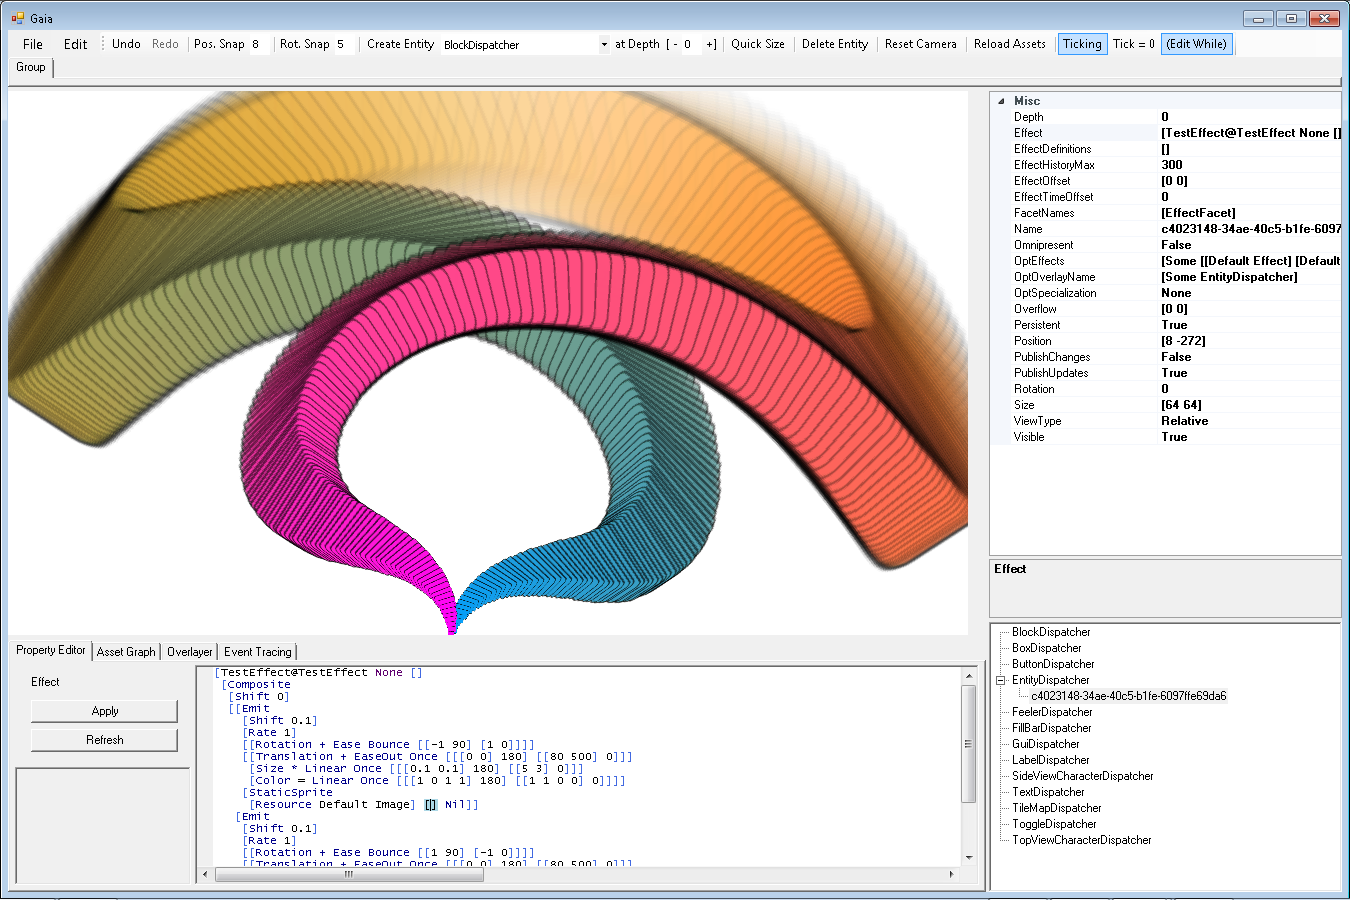 Gaia
File Edit Undo Redo Pos. Snap 8 Rot. Snap 5 Create Entity BlockDispatcher at Depth [ - 0 +] Quick Size Delete Entity Reset Camera Reload Assets Ticking Tick = 0 (Edit While)
Group
Misc
Depth 0
Effect [TestEffect@TestEffect None []
EffectDefinitions []
EffectHistoryMax 300
EffectOffset [0 0]
EffectTimeOffset 0
FacetNames [EffectFacet]
Name c4023148-34ae-40c5-b1fe-6097
Omnipresent False
OptEffects [Some [[Default Effect] [Default
OptOverlayName [Some EntityDispatcher]
OptSpecialization None
Overflow [0 0]
Persistent True
Position [8 -272]
PublishChanges False
PublishUpdates True
Rotation 0
Size [64 64]
ViewType Relative
Visible True
Effect
BlockDispatcher
BoxDispatcher
ButtonDispatcher
EntityDispatcher
c4023148-34ae-40c5-b1fe-6097ffe69da6
FeelerDispatcher
FillBarDispatcher
GuiDispatcher
LabelDispatcher
SideViewCharacterDispatcher
TextDispatcher
TileMapDispatcher
ToggleDispatcher
TopViewCharacterDispatcher
Property Editor Asset Graph Overlayer Event Tracing
Effect
Apply
Refresh
[TestEffect@TestEffect None []
[Composite
[Shift 0]
[[Emit
[Shift 0.1]
[Rate 1]
[[Rotation + Ease Bounce [[-1 90] [1 0]]]]
[[Translation + EaseOut Once [[[0 0] 180] [[80 500] 0]]]
[Size * Linear Once [[[0.1 0.1] 180] [[5 3] 0]]]
[Color = Linear Once [[[1 0 1 1] 180] [[1 1 0 0] 0]]]]
[StaticSprite
[Resource Default Image] [] Nil]]
[Emit
[Shift 0.1]
[Rate 1]
[[Rotation + Ease Bounce [[1 90] [-1 0]]]]
[[Translation + EaseOut Once [[[0 0] 180] [[80 500] 0]]]